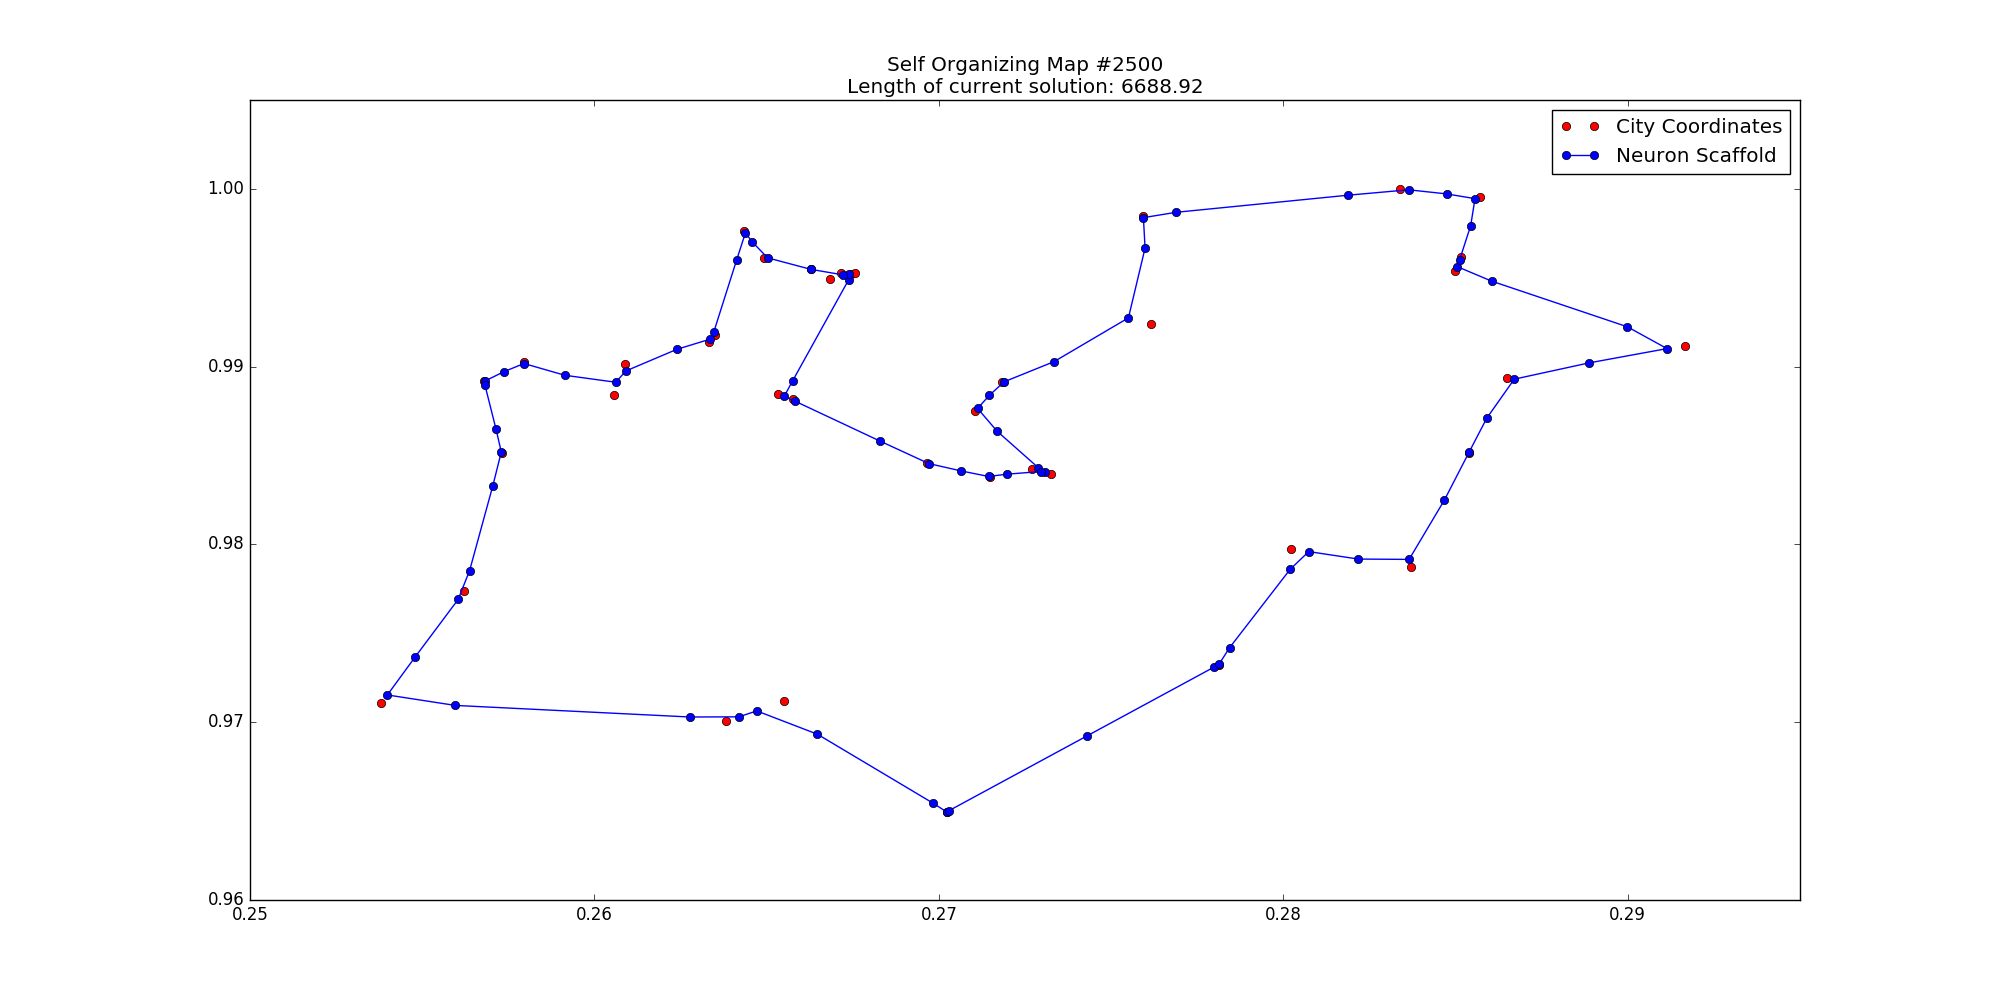 Self Organizing Map #2500
Length of current solution: 6688.92
City Coordinates
Neuron Scaffold
1.00
0.99
0.98
0.97
0.96
0.25
0.26
0.27
0.28
0.29